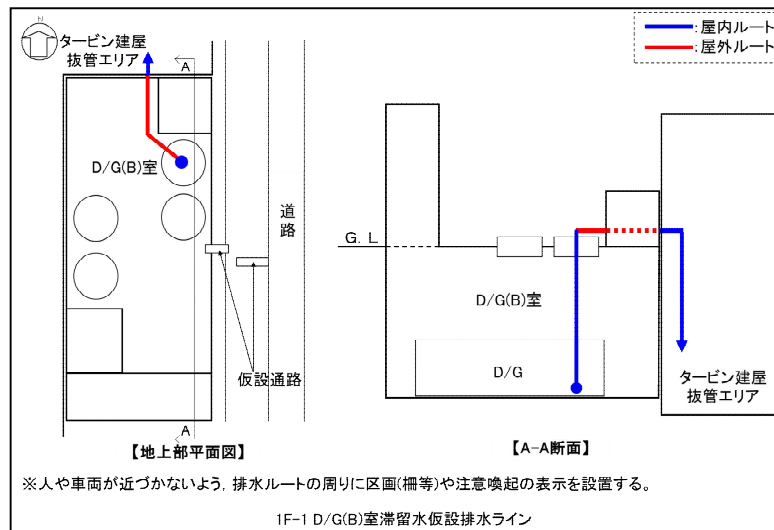 N
タービン建屋
抜管エリア
A
:屋内ルート
:屋外ルート
D/G(B)室
道路
G.L
D/G(B)室
D/G
仮設通路
タービン建屋
抜管エリア
A
【地上部平面図】
【A-A断面】
※人や車両が近づかないよう,排水ルートの周りに区画(柵等)や注意喚起の表示を設置する。
1F-1 D/G(B)室滞留水仮設排水ライン